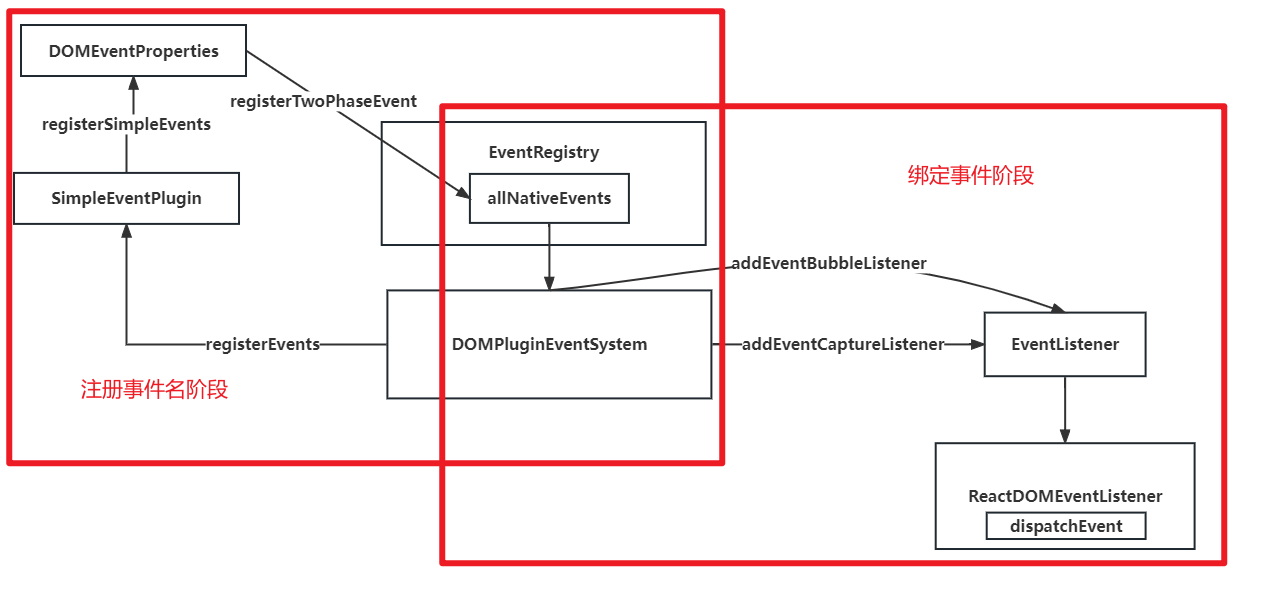 DOMEventProperties
registerTwoPhaseEvent
registerSimpleEvents
EventRegistry
绑定事件阶段
SimpleEventPlugin
allNativeEvents
addEventBubbleListener
registerEvents
DOMPluginEventSystem
addEventCaptureListener
EventListener
注册事件名阶段
ReactDOMEventListener
dispatchEvent